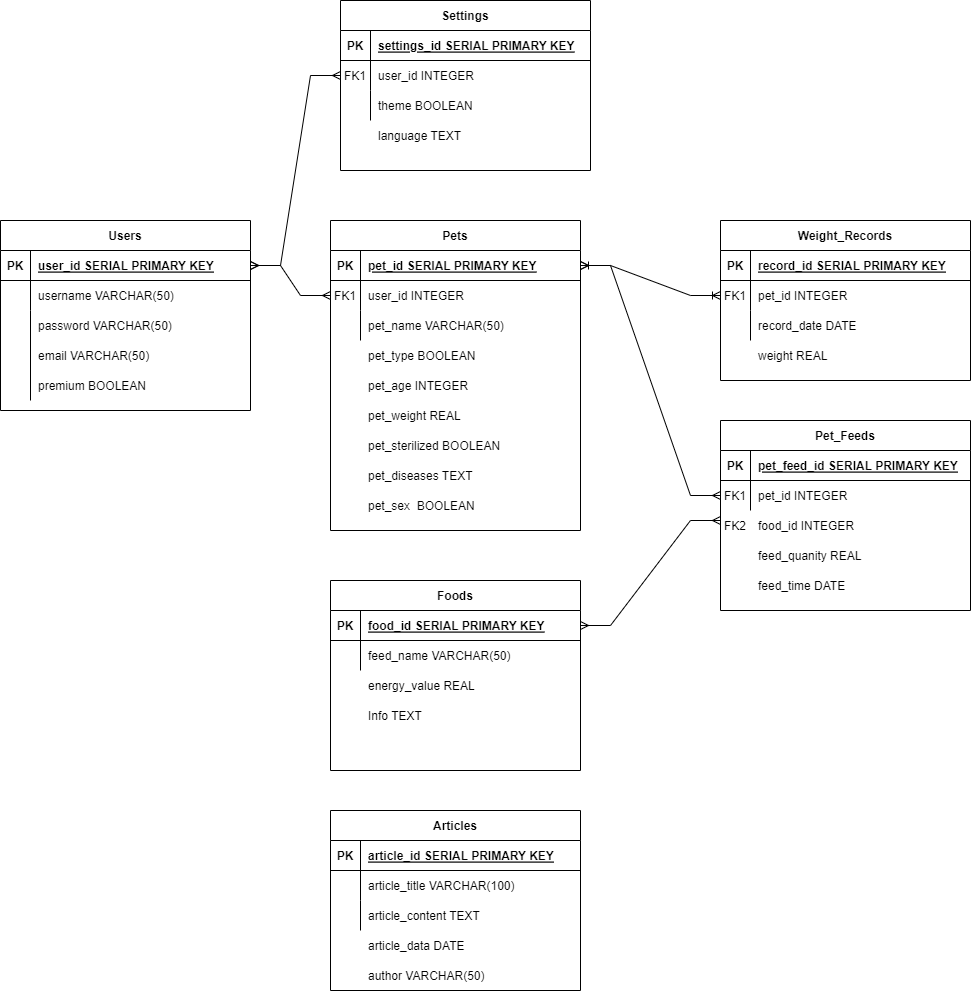 Settings
PK settings_id SERIAL PRIMARY KEY
FK1 user_id INTEGER
theme BOOLEAN
language TEXT
Users
PK user_id SERIAL PRIMARY KEY
username VARCHAR(50)
password VARCHAR(50)
email VARCHAR(50)
premium BOOLEAN
Pets
PK pet_id SERIAL PRIMARY KEY
FK1 user_id INTEGER
pet_name VARCHAR(50)
pet_type BOOLEAN
pet_age INTEGER
pet_weight REAL
pet_sterilized BOOLEAN
pet_diseases TEXT
pet_sex BOOLEAN
Weight_Records
PK record_id SERIAL PRIMARY KEY
FK1 pet_id INTEGER
record_date DATE
weight REAL
Pet_Feeds
PK pet_feed_id SERIAL PRIMARY KEY
FK1 pet_id INTEGER
FK2 food_id INTEGER
feed_quanity REAL
feed_time DATE
Foods
PK food_id SERIAL PRIMARY KEY
feed_name VARCHAR(50)
energy_value REAL
Info TEXT
Articles
PK article_id SERIAL PRIMARY KEY
article_title VARCHAR(100)
article_content TEXT
article_data DATE
author VARCHAR(50)